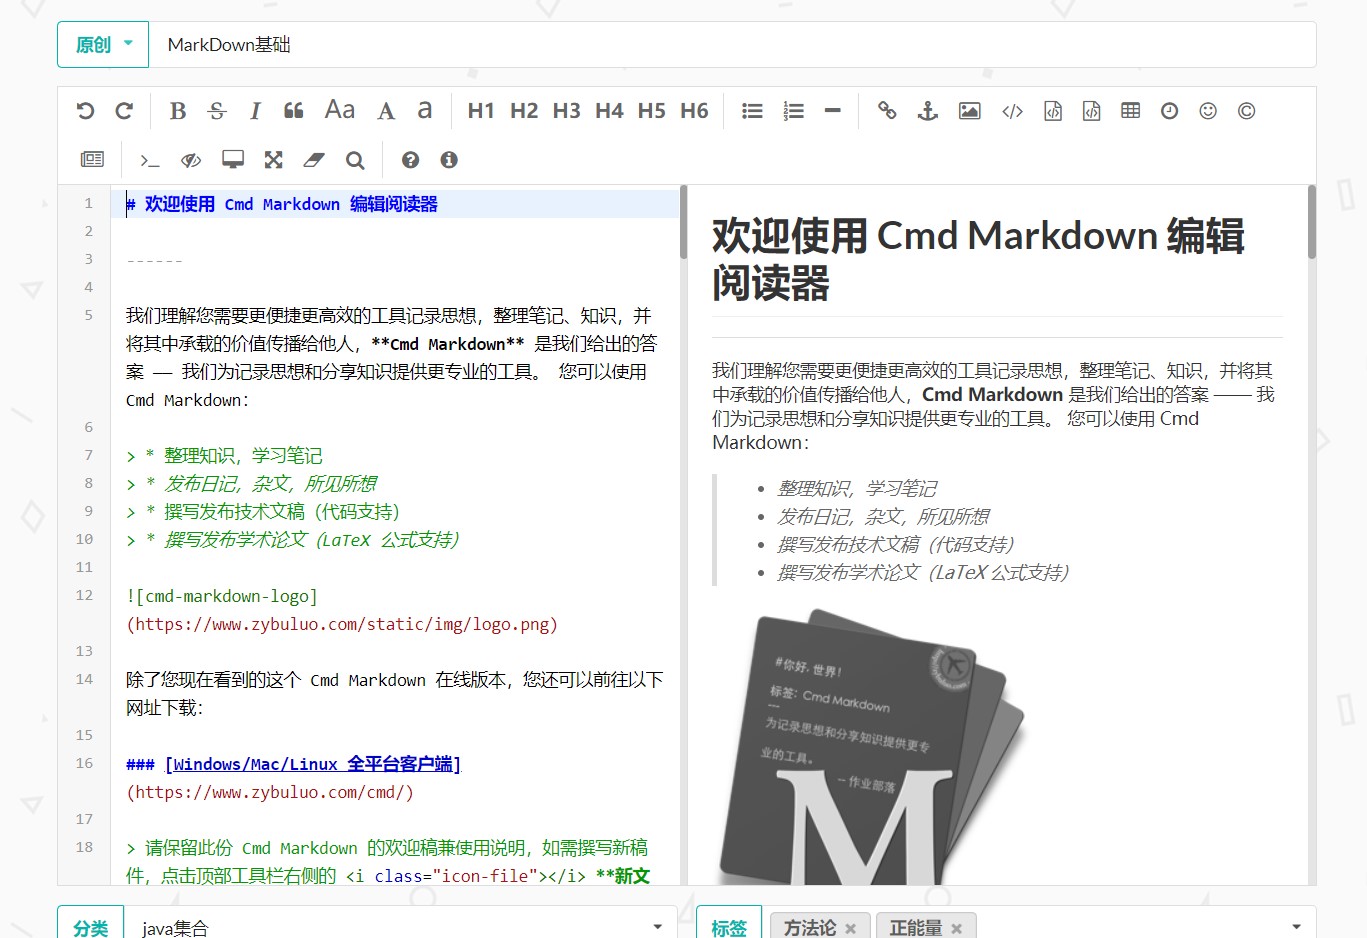 原创
MarkDown基础
B S I Aa A a H1 H2 H3 H4 H5 H6
1 # 欢迎使用 Cmd Markdown 编辑阅读器
2
3 ------
4
5 我们理解您需要更便捷更高效的工具记录思想，整理笔记、知识，并
将其中承载的价值传播给他人，**Cmd Markdown** 是我们给出的答
案 —— 我们为记录思想和分享知识提供更专业的工具。 您可以使用
Cmd Markdown：
6
7 > * 整理知识，学习笔记
8 > * 发布日记，杂文，所见所想
9 > * 撰写发布技术文稿（代码支持）
10 > * 撰写发布学术论文（LaTeX 公式支持）
11
12 ![cmd-markdown-logo]
(https://www.zybuluo.com/static/img/logo.png)
13
14 除了您现在看到的这个 Cmd Markdown 在线版本，您还可以前往以下
网址下载：
15
16 ### [Windows/Mac/Linux 全平台客户端]
(https://www.zybuluo.com/cmd/)
17
18 > 请保留此份 Cmd Markdown 的欢迎稿兼使用说明，如需撰写新稿
件，点击顶部工具栏右侧的 <i class="icon-file"></i> **新文
欢迎使用 Cmd Markdown 编辑
阅读器
我们理解您需要更便捷更高效的工具记录思想，整理笔记、知识，并将其
中承载的价值传播给他人，Cmd Markdown 是我们给出的答案 —— 我
们为记录思想和分享知识提供更专业的工具。 您可以使用 Cmd
Markdown：
• 整理知识，学习笔记
• 发布日记，杂文，所见所想
• 撰写发布技术文稿（代码支持）
• 撰写发布学术论文（LaTeX 公式支持）
#你好, 世界!
标签: Cmd Markdown
---
为记录思想和分享知识提供更专
业的工具。
-- 作业部落
M
分类
java集合
标签
方法论 ×
正能量 ×